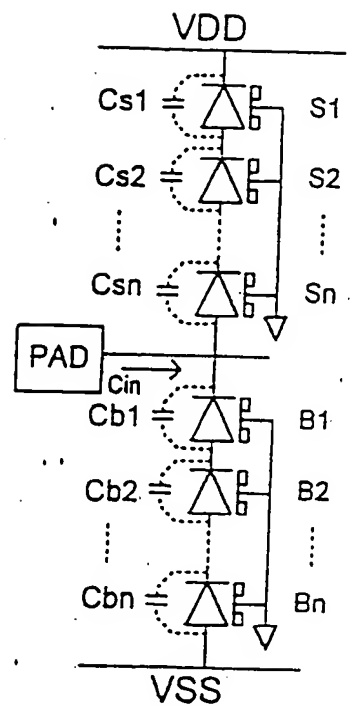 VDD
Cs1 S1
Cs2 S2
Csn Sn
PAD
Cin
Cb1 B1
Cb2 B2
Cbn Bn
VSS